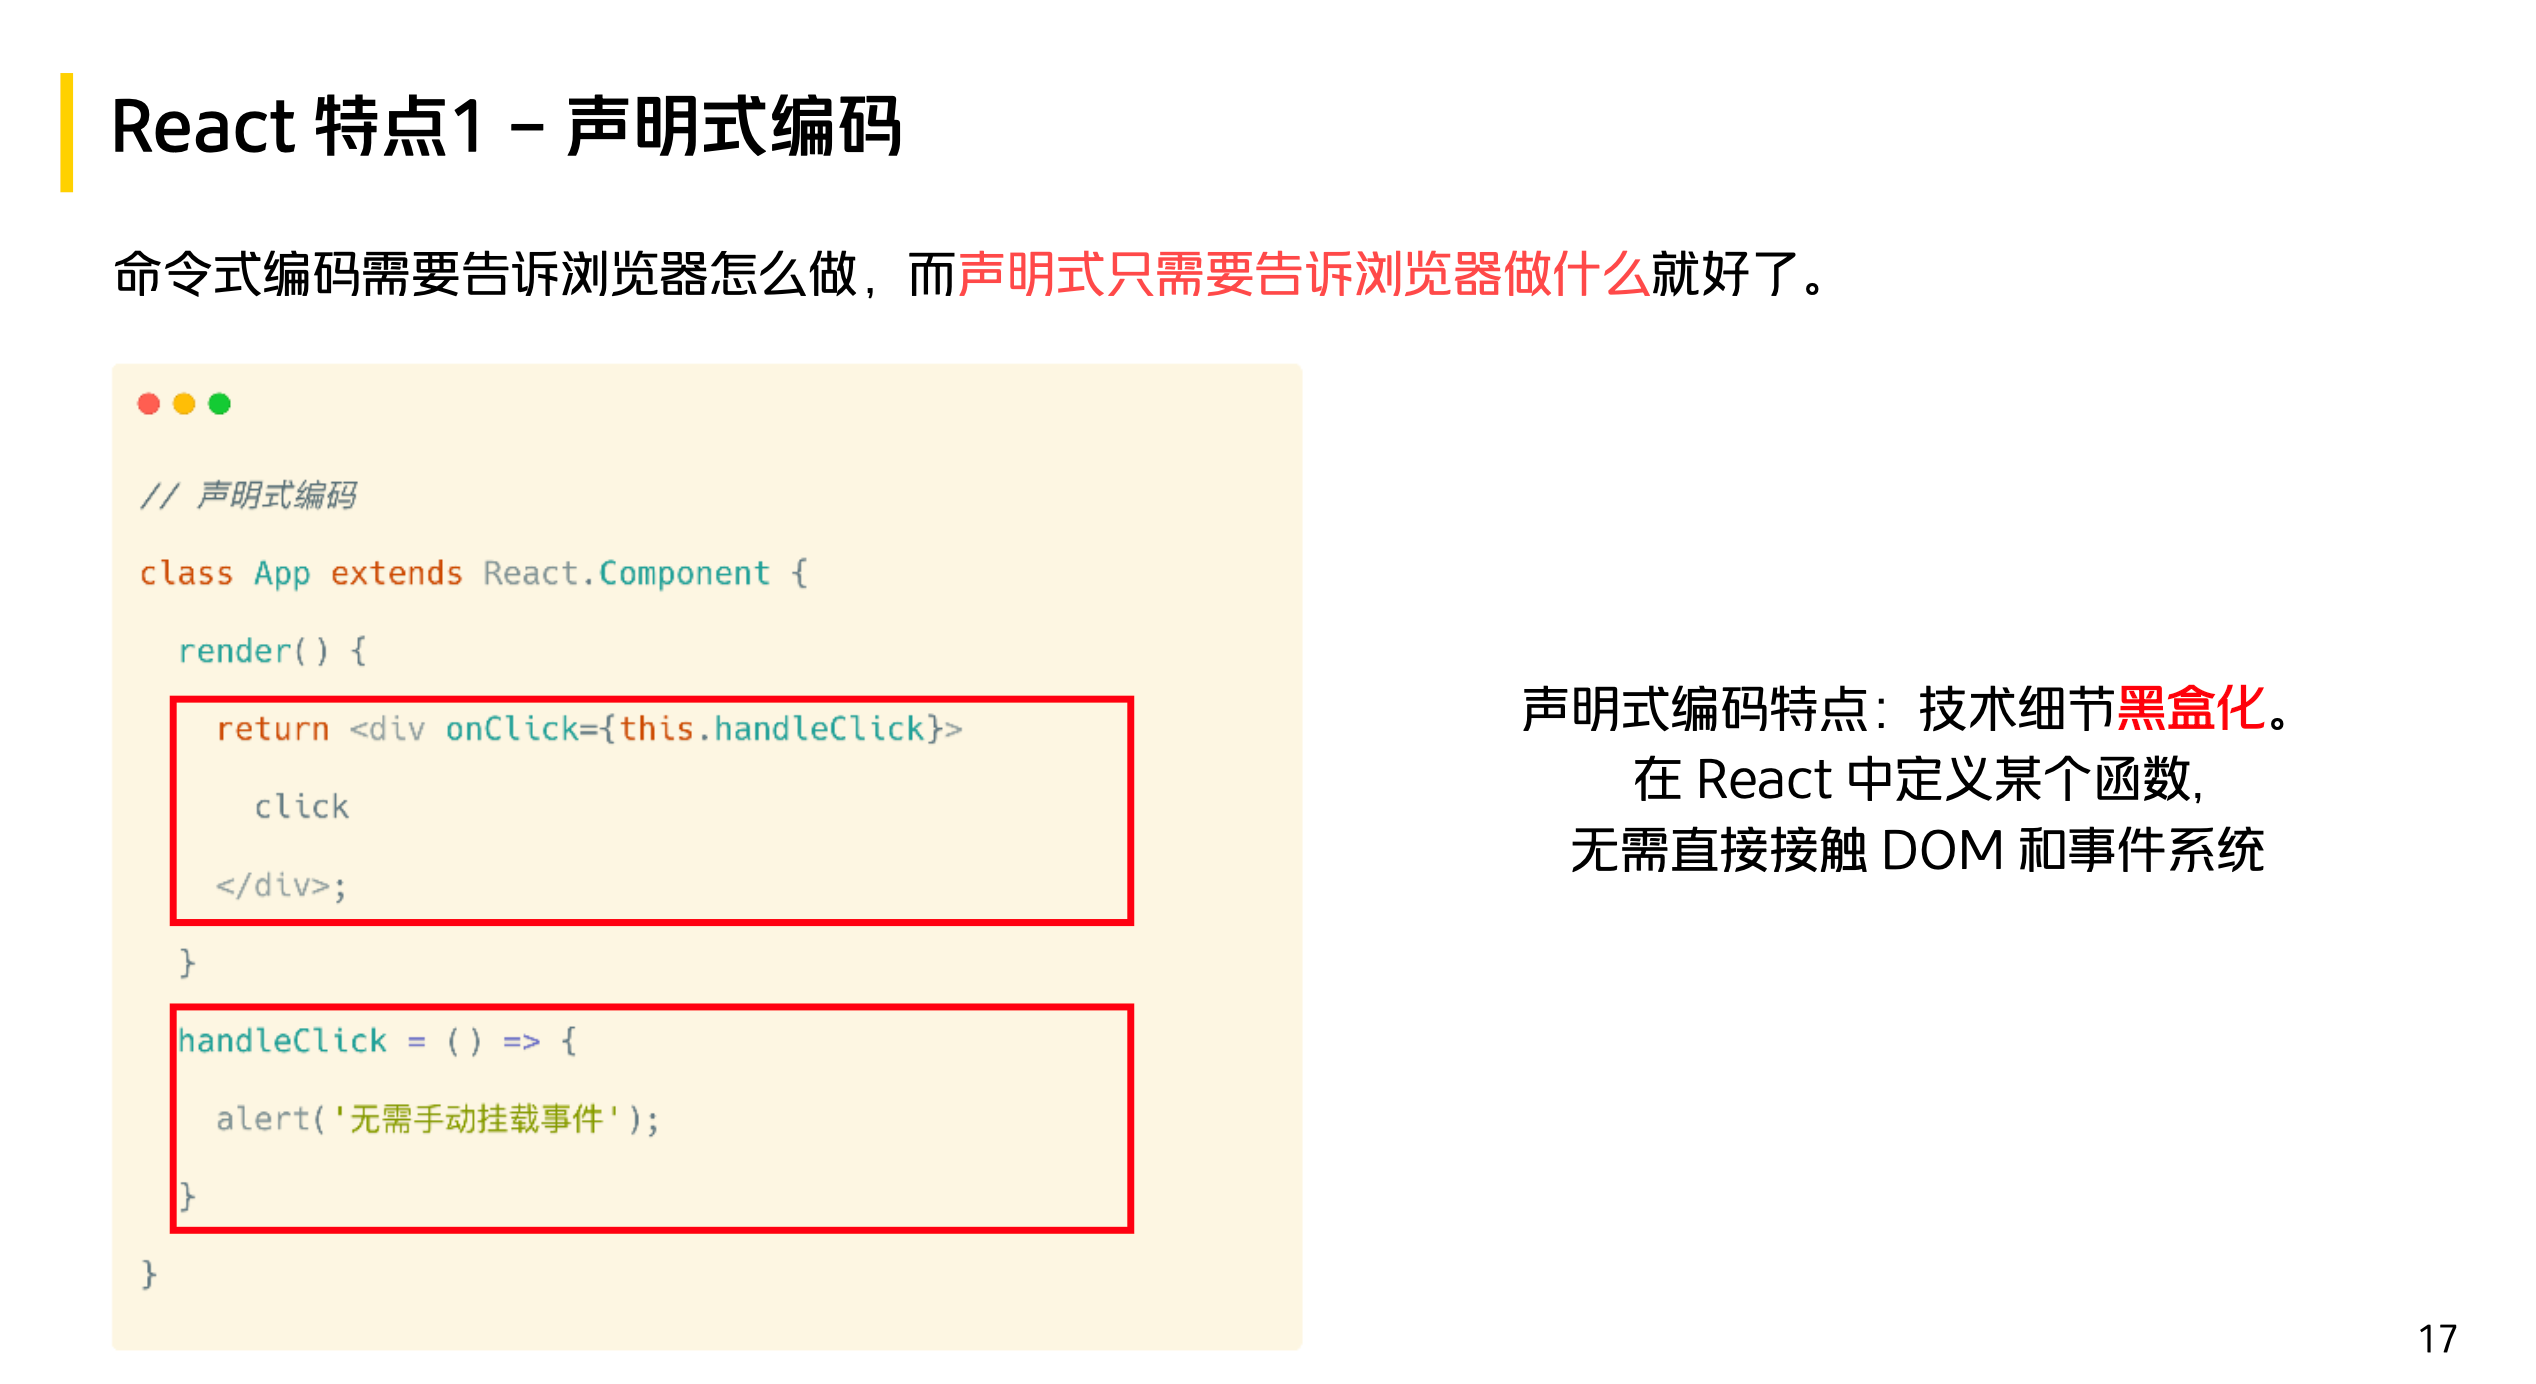 React 特点1 – 声明式编码
命令式编码需要告诉浏览器怎么做，而声明式只需要告诉浏览器做什么就好了。
// 声明式编码
class App extends React.Component {
render() {
return <div onClick={this.handleClick}>
click
</div>;
}
handleClick = () => {
alert('无需手动挂载事件');
}
}
声明式编码特点：技术细节黑盒化。
在 React 中定义某个函数，
无需直接接触 DOM 和事件系统
17